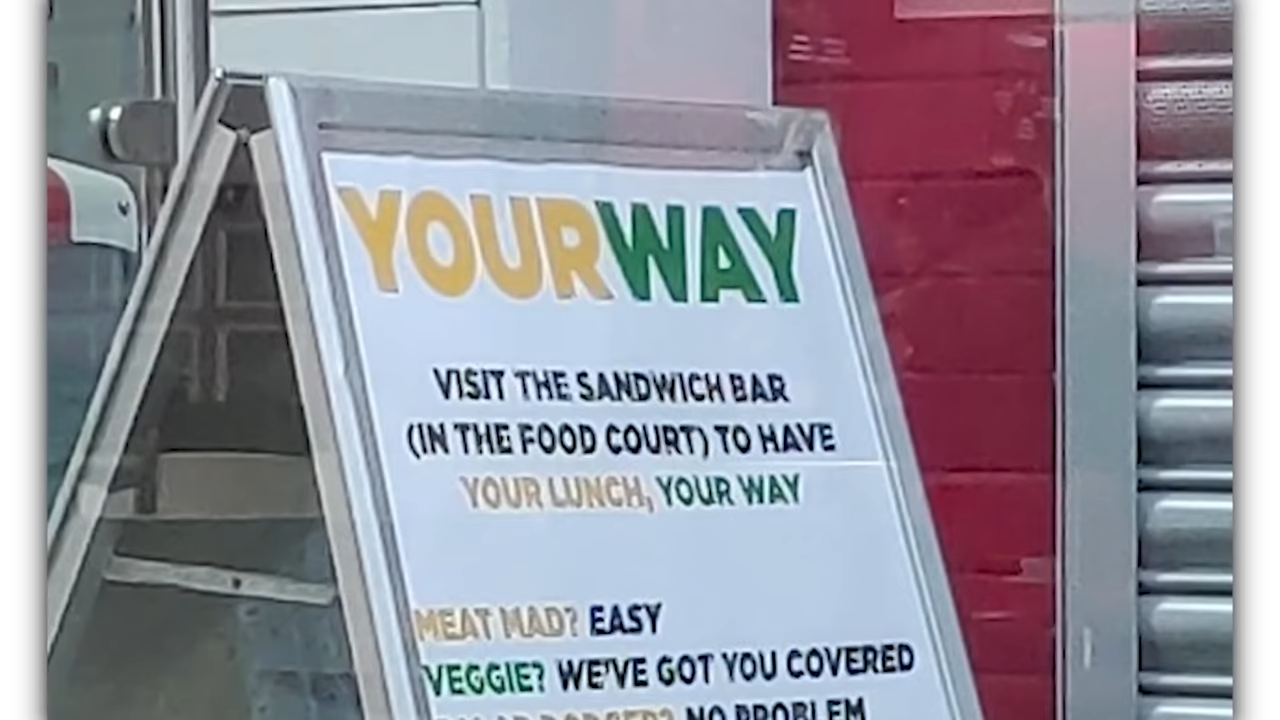 YOURWAY
VISIT THE SANDWICH BAR
(IN THE FOOD COURT) TO HAVE
YOUR LUNCH, YOUR WAY
MEAT MAD? EASY
VEGGIE? WE'VE GOT YOU COVERED
NO PROBLEM